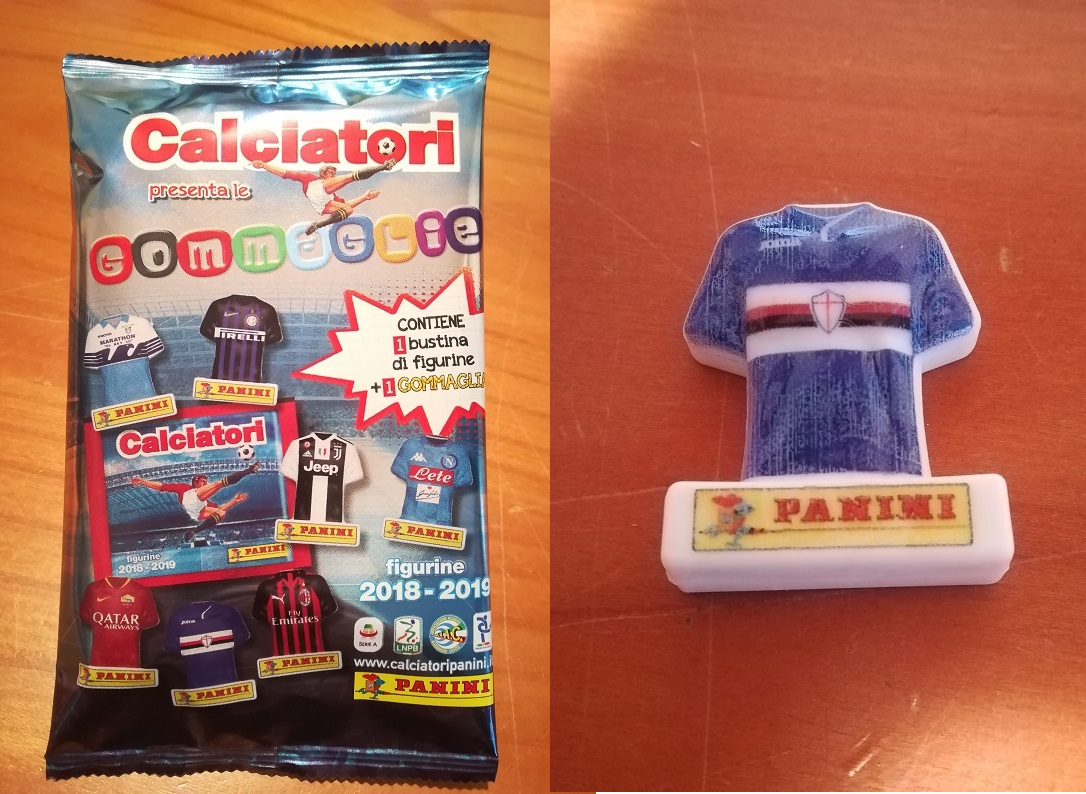 Calciatori
presenta le
GOMMAGLIE
CONTIENE
1 bustina
di figurine
+1 GOMMAGLIA
MARATHON
PIRELLI
PANINI
PANINI
Calciatori
figurine
2018-2019
PANINI
Jeep
PANINI
Lete
PANINI
figurine
2018-2019
QATAR
AIRWAYS
PANINI
joma
PANINI
Fly
Emirates
PANINI
SERIE A
LNPB
www.calciatoripanini.i
PANINI
joma
PANINI